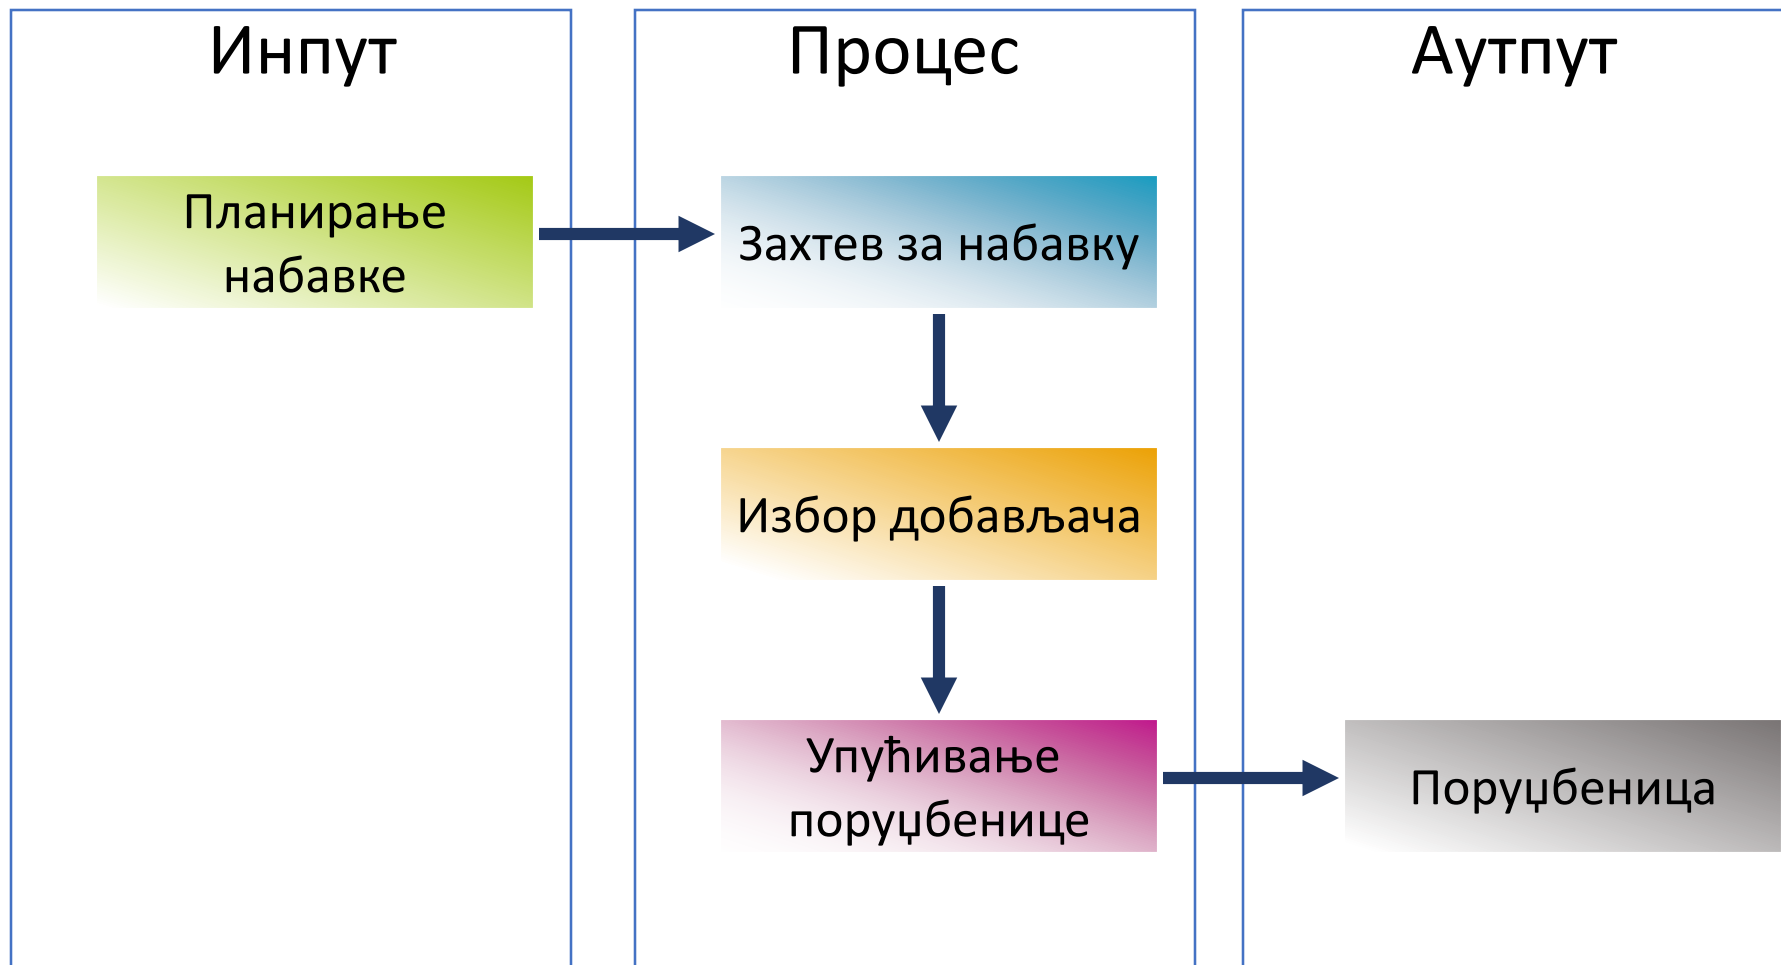 Инпут
Процес
Аутпут
Планирање
набавке
Захтев за набавку
Избор добављача
Упућивање
поруџбенице
Поруџбеница